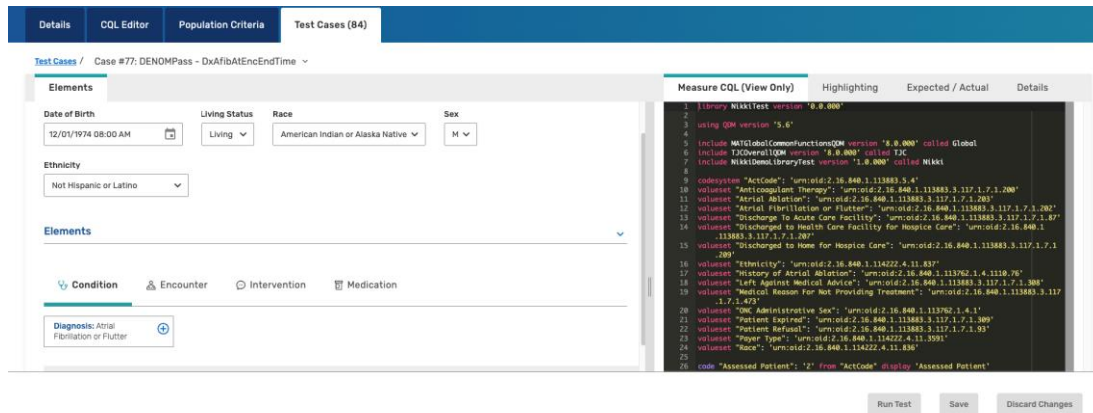 Details CQL Editor Population Criteria Test Cases (84)
Test Cases / Case #77: DENOMPass - DxAfibAtEncEndTime
Elements
Date of Birth Living Status Race Sex
12/01/1974 08:00 AM Living American Indian or Alaska Native M
Ethnicity
Not Hispanic or Latino
Elements
Condition Encounter Intervention Medication
Diagnosis: Atrial
Fibrillation or Flutter
Measure CQL (View Only) Highlighting Expected / Actual Details
1 library NikkiTest version '0.0.000'
2
3 using QDM version '5.6'
4
5 include MATGlobalCommonFunctionsQDM version '8.0.000' called Global
6 include TJCOverallQDM version '8.0.000' called TJC
7 include NikkiDemoLibraryTest version '1.0.000' called Nikki
8
9 codesystem "ActCode": 'urn:oid:2.16.840.1.113883.5.4'
10 valueset "Anticoagulant Therapy": 'urn:oid:2.16.840.1.113883.3.117.1.7.1.200'
11 valueset "Atrial Ablation": 'urn:oid:2.16.840.1.113883.3.117.1.7.1.203'
12 valueset "Atrial Fibrillation or Flutter": 'urn:oid:2.16.840.1.113883.3.117.1.7.1.202'
13 valueset "Discharge To Acute Care Facility": 'urn:oid:2.16.840.1.113883.3.117.1.7.1.87'
14 valueset "Discharged to Health Care Facility for Hospice Care": 'urn:oid:2.16.840.1
.113883.3.117.1.7.1.207'
15 valueset "Discharged to Home for Hospice Care": 'urn:oid:2.16.840.1.113883.3.117.1.7.1
.209'
16 valueset "Ethnicity": 'urn:oid:2.16.840.1.114222.4.11.837'
17 valueset "History of Atrial Ablation": 'urn:oid:2.16.840.1.113762.1.4.1110.76'
18 valueset "Left Against Medical Advice": 'urn:oid:2.16.840.1.113883.3.117.1.7.1.308'
19 valueset "Medical Reason For Not Providing Treatment": 'urn:oid:2.16.840.1.113883.3.117
.1.7.1.473'
20 valueset "ONC Administrative Sex": 'urn:oid:2.16.840.1.113762.1.4.1'
21 valueset "Patient Expired": 'urn:oid:2.16.840.1.113883.3.117.1.7.1.309'
22 valueset "Patient Refusal": 'urn:oid:2.16.840.1.113883.3.117.1.7.1.93'
23 valueset "Payer Type": 'urn:oid:2.16.840.1.114222.4.11.3591'
24 valueset "Race": 'urn:oid:2.16.840.1.114222.4.11.836'
25
26 code "Assessed Patient": '2' from "ActCode" display 'Assessed Patient'
Run Test Save Discard Changes